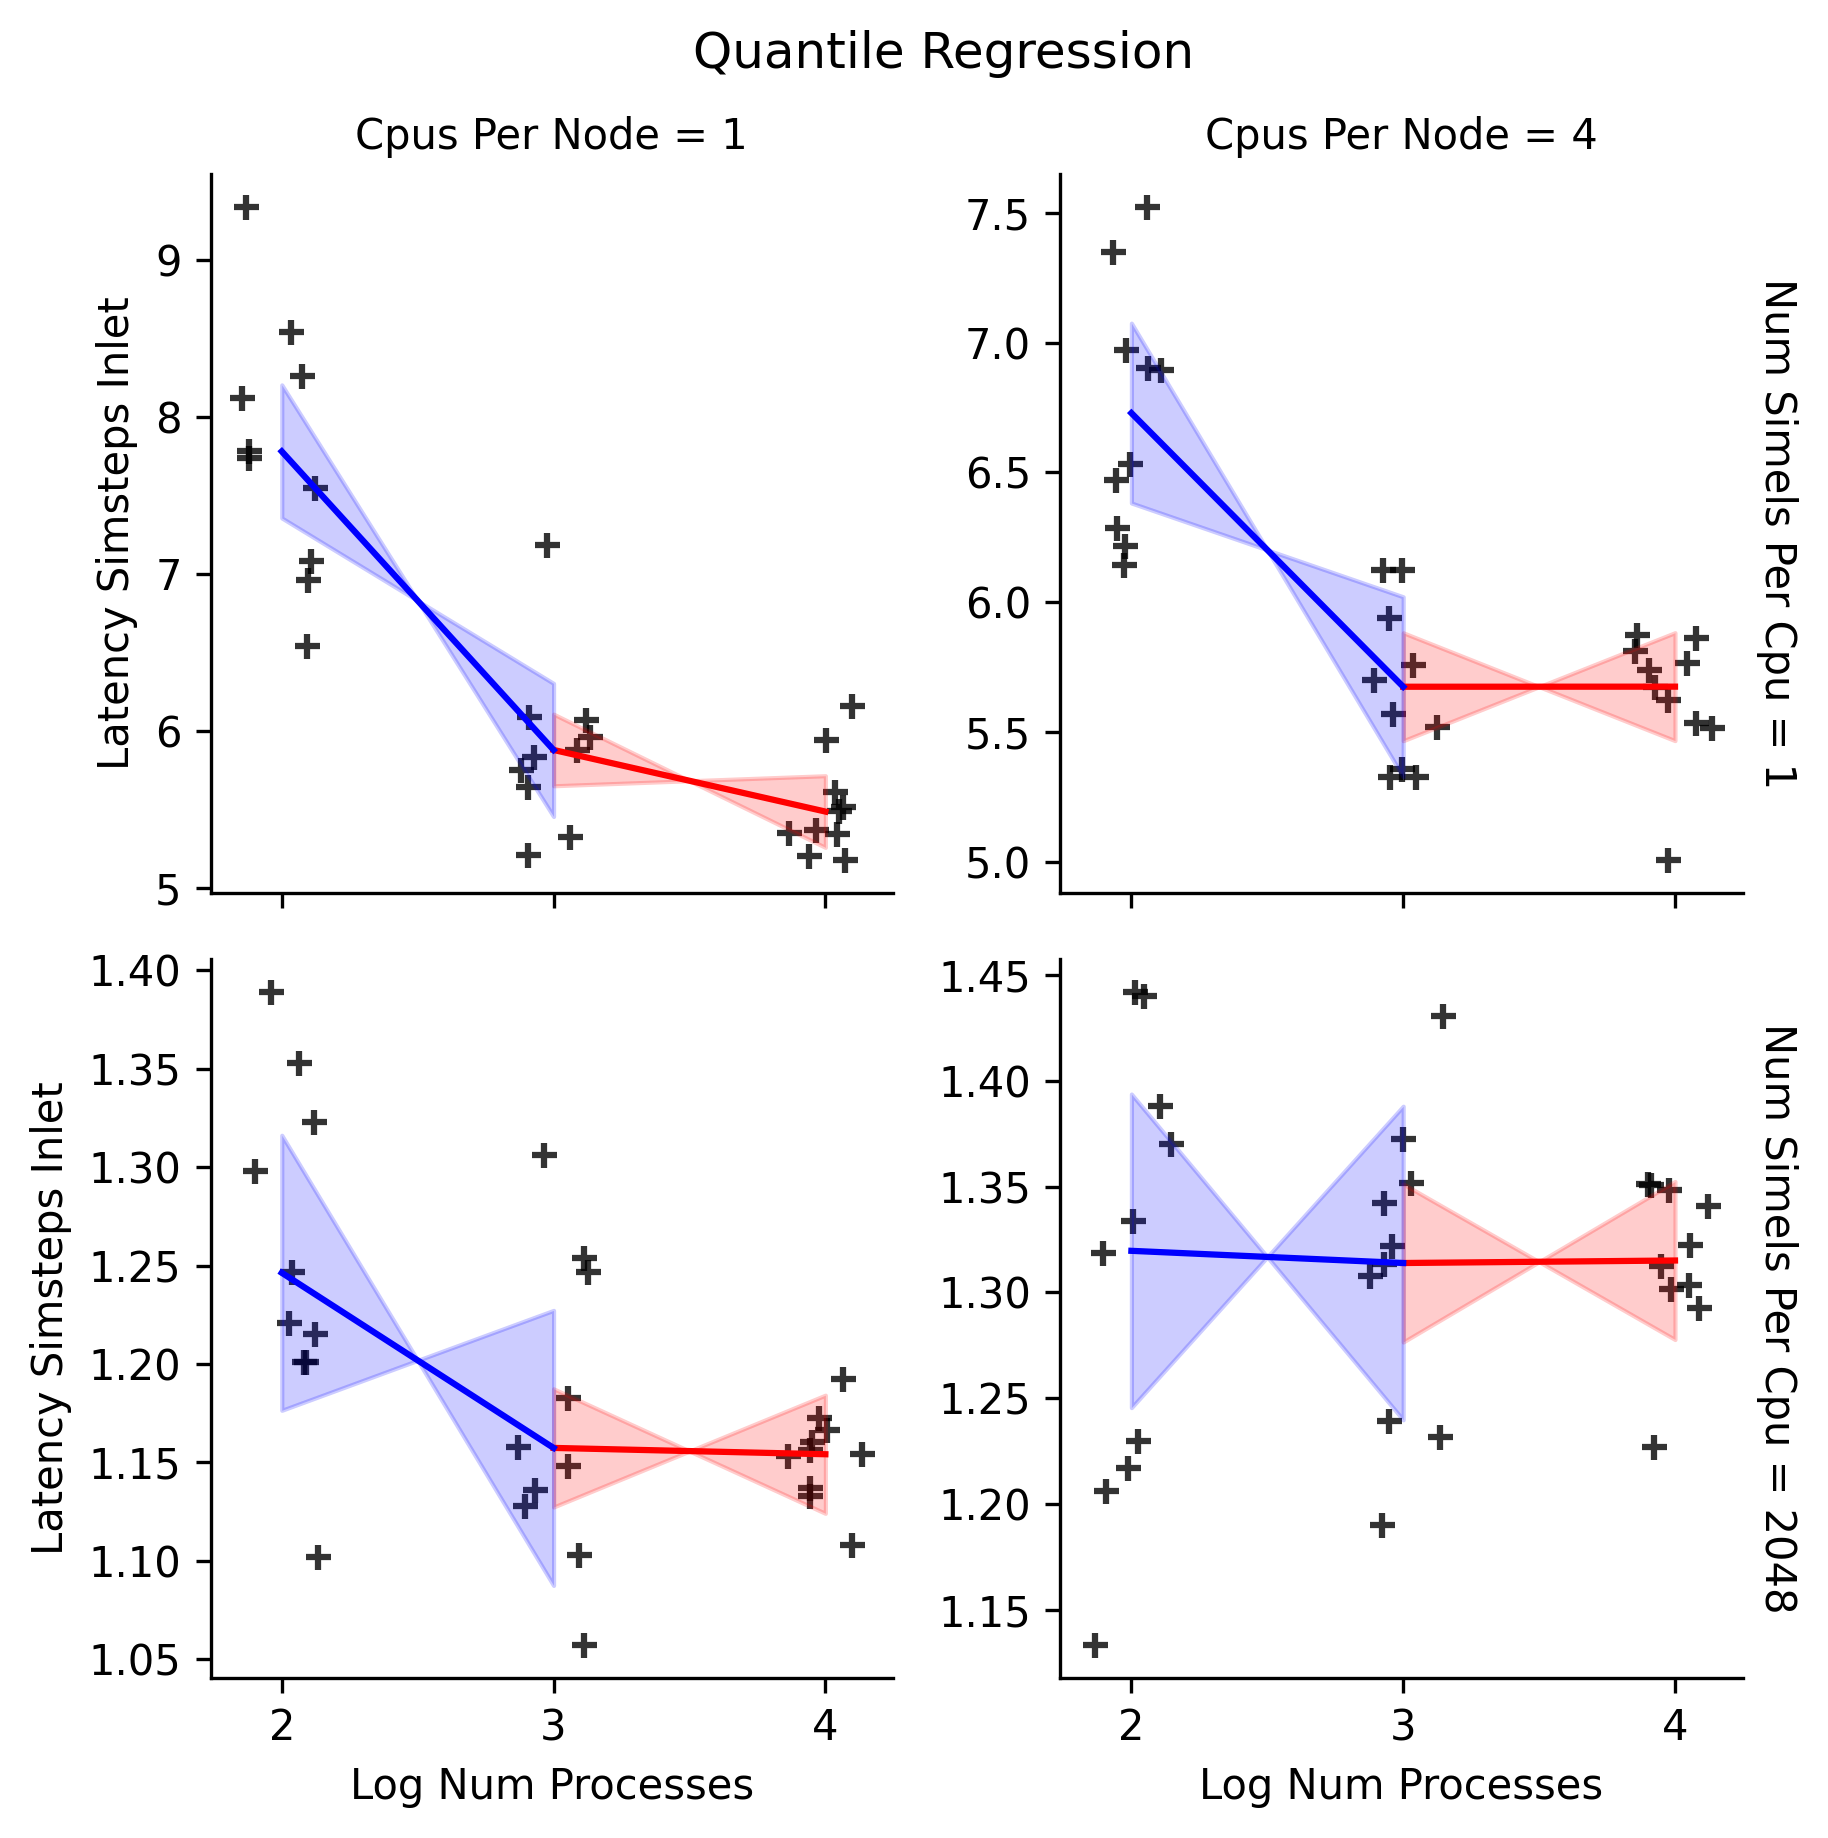 Quantile Regression
Cpus Per Node = 1
Cpus Per Node = 4
Latency Simsteps Inlet
9
8
7
6
5
7.5
7.0
6.5
6.0
5.5
5.0
Num Simels Per Cpu = 1
Latency Simsteps Inlet
1.40
1.35
1.30
1.25
1.20
1.15
1.10
1.05
1.45
1.40
1.35
1.30
1.25
1.20
1.15
Num Simels Per Cpu = 2048
2 3 4
2 3 4
Log Num Processes
Log Num Processes